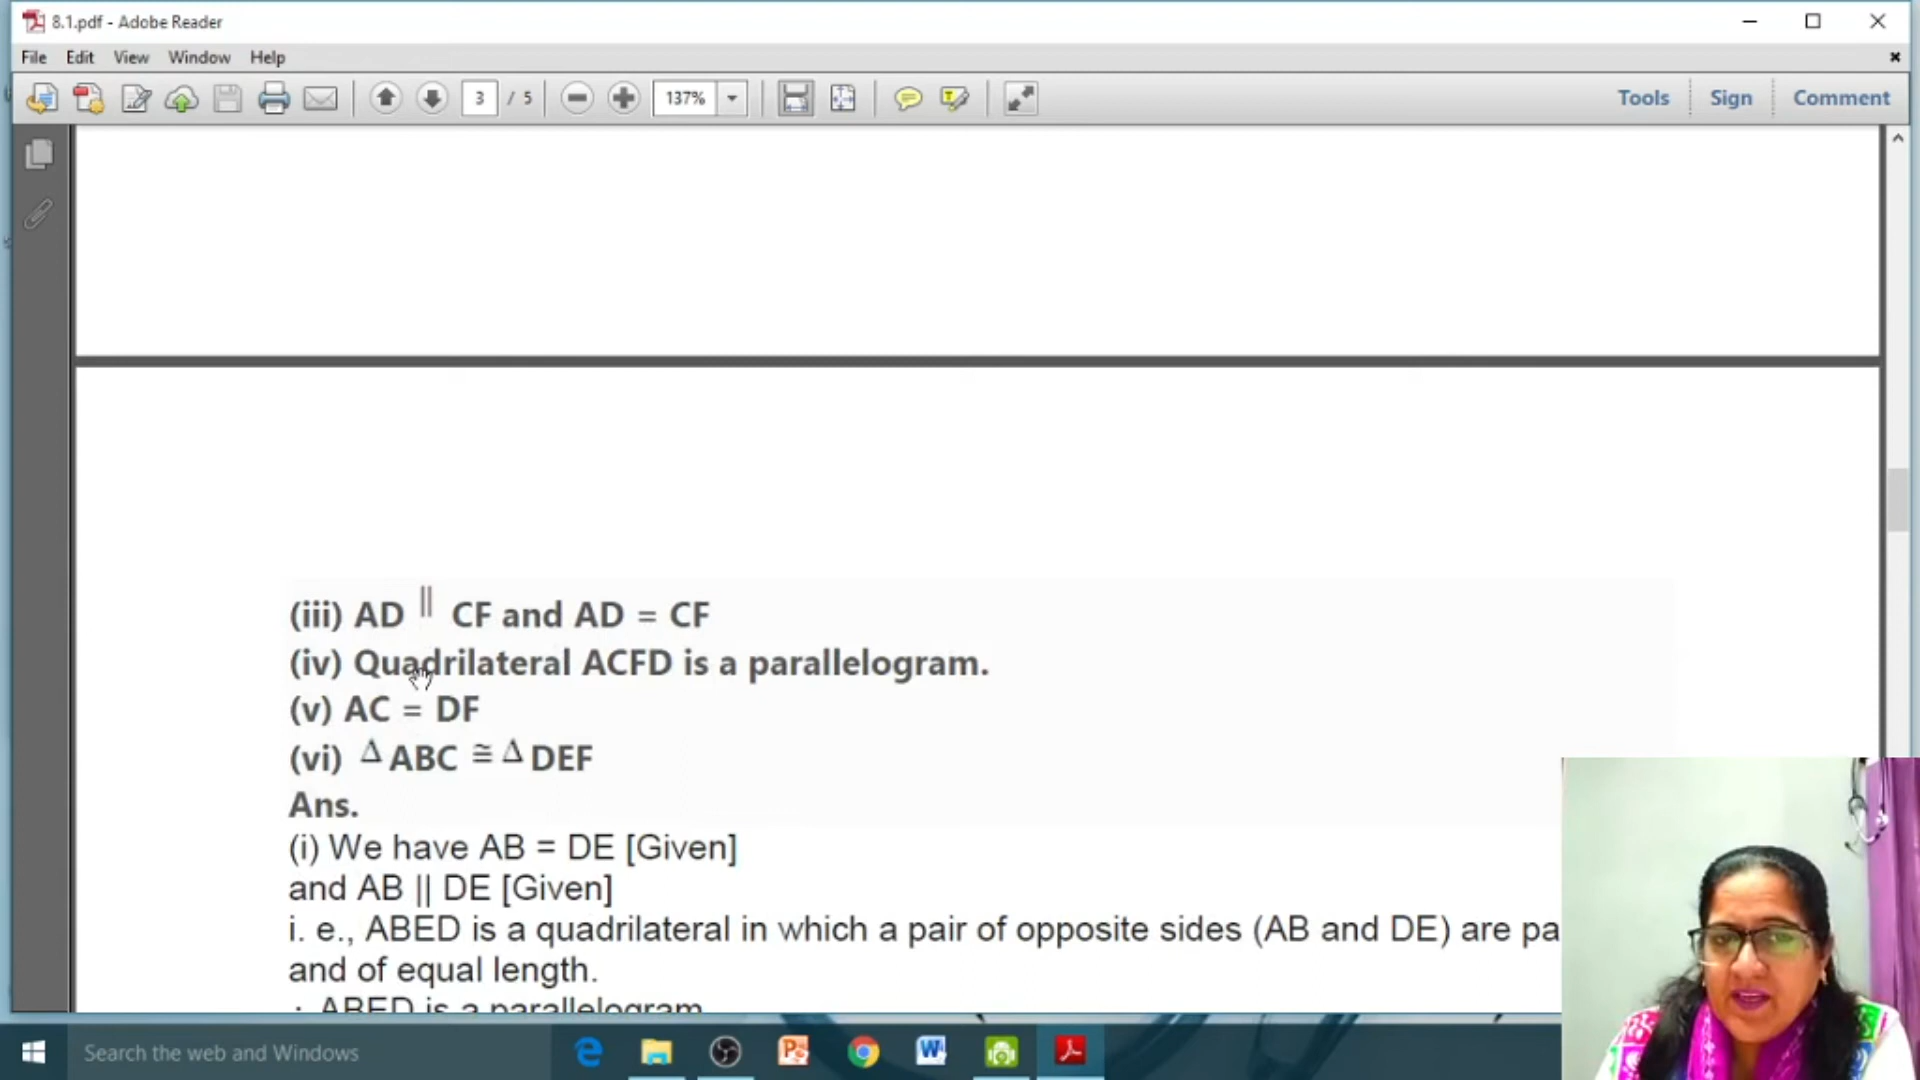 8.1.pdf - Adobe Reader
File Edit View Window Help
3 / 5 137% Tools Sign Comment
(iii) AD || CF and AD = CF
(iv) Quadrilateral ACFD is a parallelogram.
(v) AC = DF
(vi) Δ ABC ≅ Δ DEF
Ans.
(i) We have AB = DE [Given]
and AB || DE [Given]
i. e., ABED is a quadrilateral in which a pair of opposite sides (AB and DE) are pa
and of equal length.
ABED is a parallelogram
Search the web and Windows